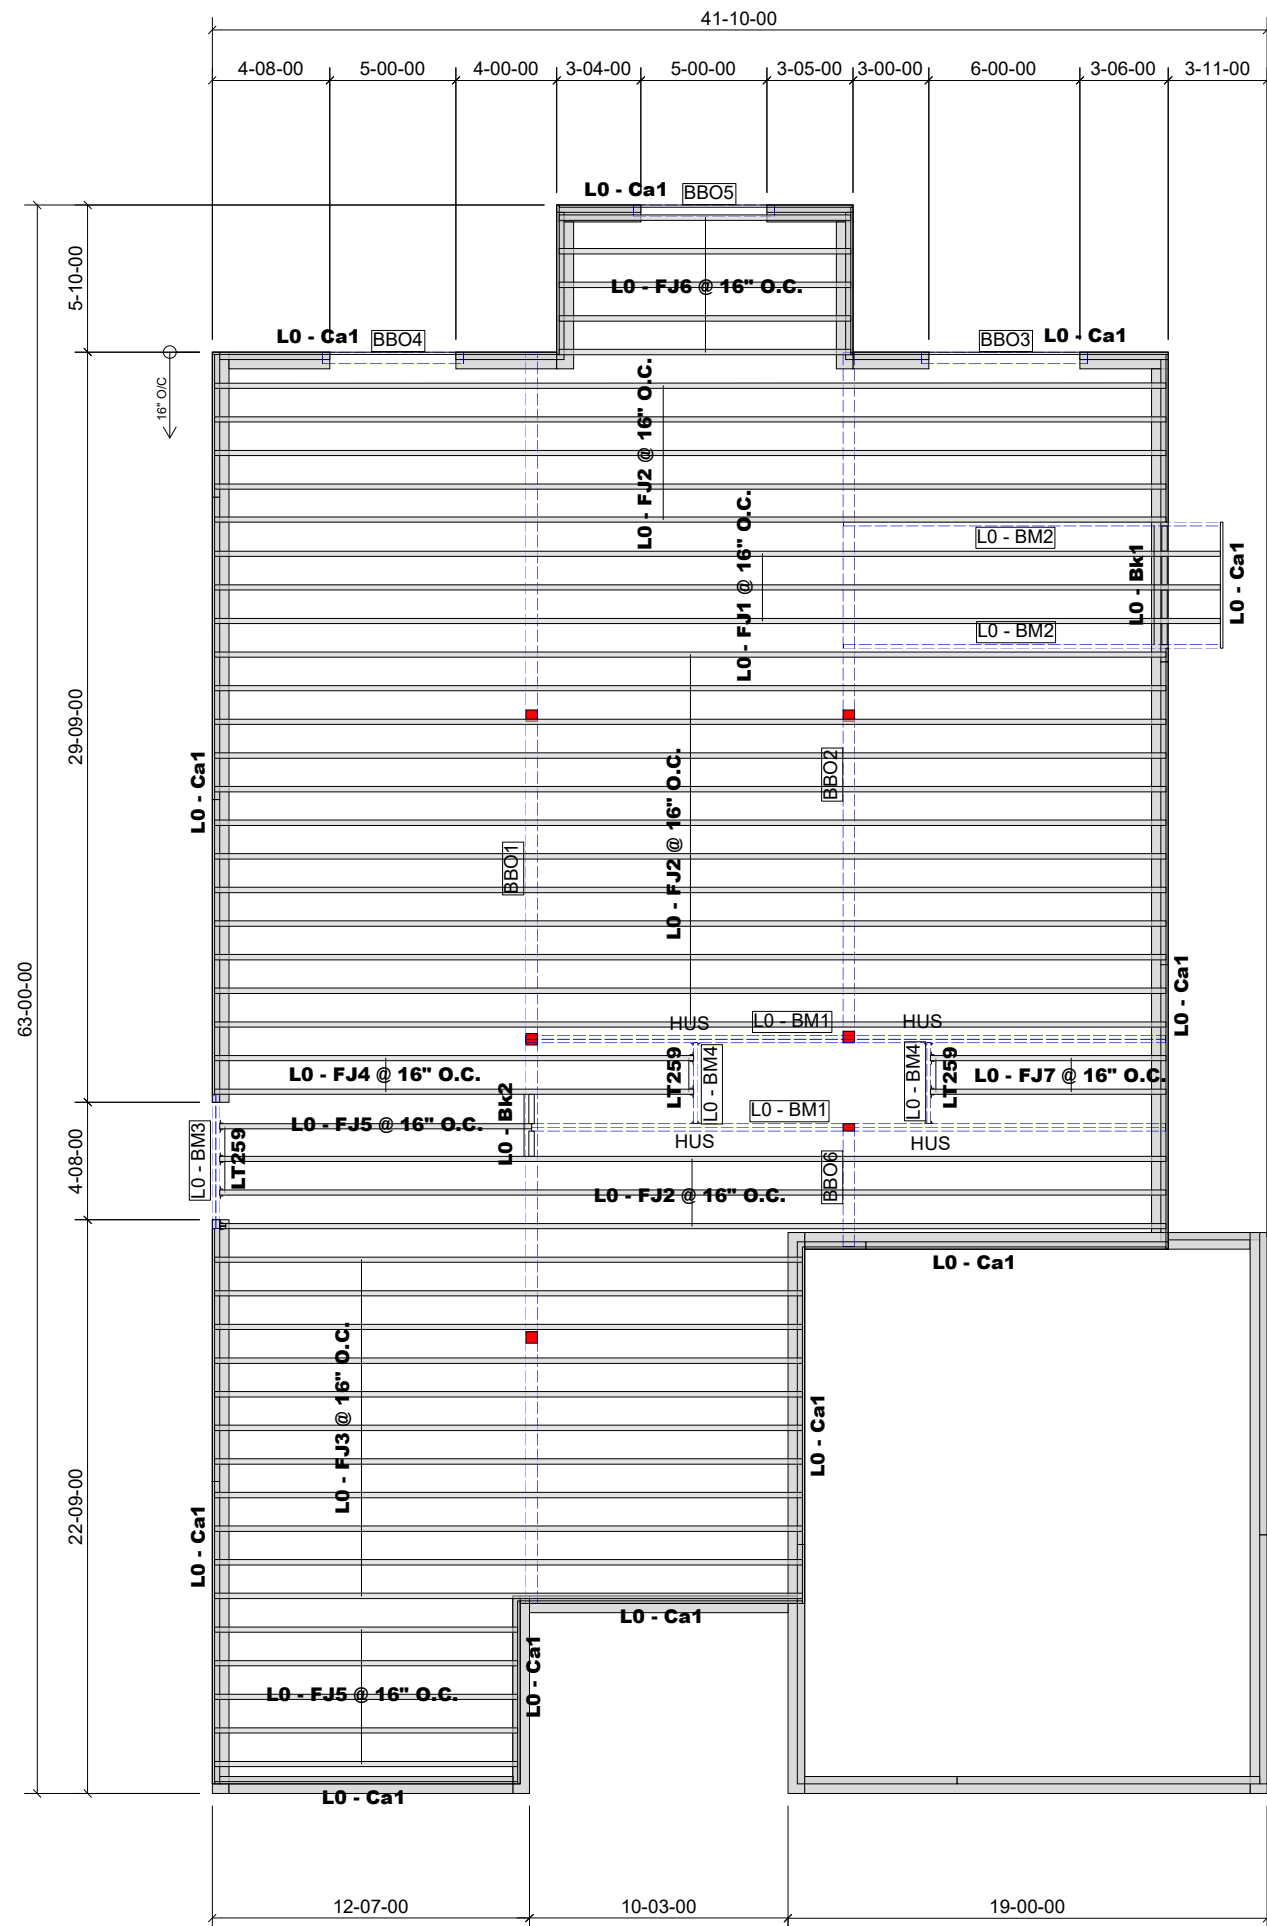 41-10-00
4-08-00
5-00-00
4-00-00
3-04-00
5-00-00
3-05-00
3-00-00
6-00-00
3-06-00
3-11-00
L0 - Ca1
BBO5
5-10-00
L0 - FJ6 @ 16" O.C.
L0 - Ca1
BBO4
BBO3
L0 - Ca1
16" O/C
L0 - FJ2 @ 16" O.C.
L0 - FJ1 @ 16" O.C.
L0 - BM2
L0 - Bk1
L0 - Ca1
L0 - BM2
29-09-00
L0 - Ca1
BBO2
L0 - FJ2 @ 16" O.C.
BBO1
63-00-00
L0 - Ca1
HUS
L0 - BM1
HUS
L0 - FJ4 @ 16" O.C.
LT259
L0 - BM4
L0 - BM4
LT259
L0 - FJ7 @ 16" O.C.
L0 - FJ5 @ 16" O.C.
L0 - Bk2
L0 - BM1
4-08-00
L0 - BM3
LT259
HUS
HUS
BBO6
L0 - FJ2 @ 16" O.C.
L0 - Ca1
L0 - FJ3 @ 16" O.C.
L0 - Ca1
22-09-00
L0 - Ca1
L0 - Ca1
L0 - Ca1
L0 - FJ5 @ 16" O.C.
L0 - Ca1
12-07-00
10-03-00
19-00-00